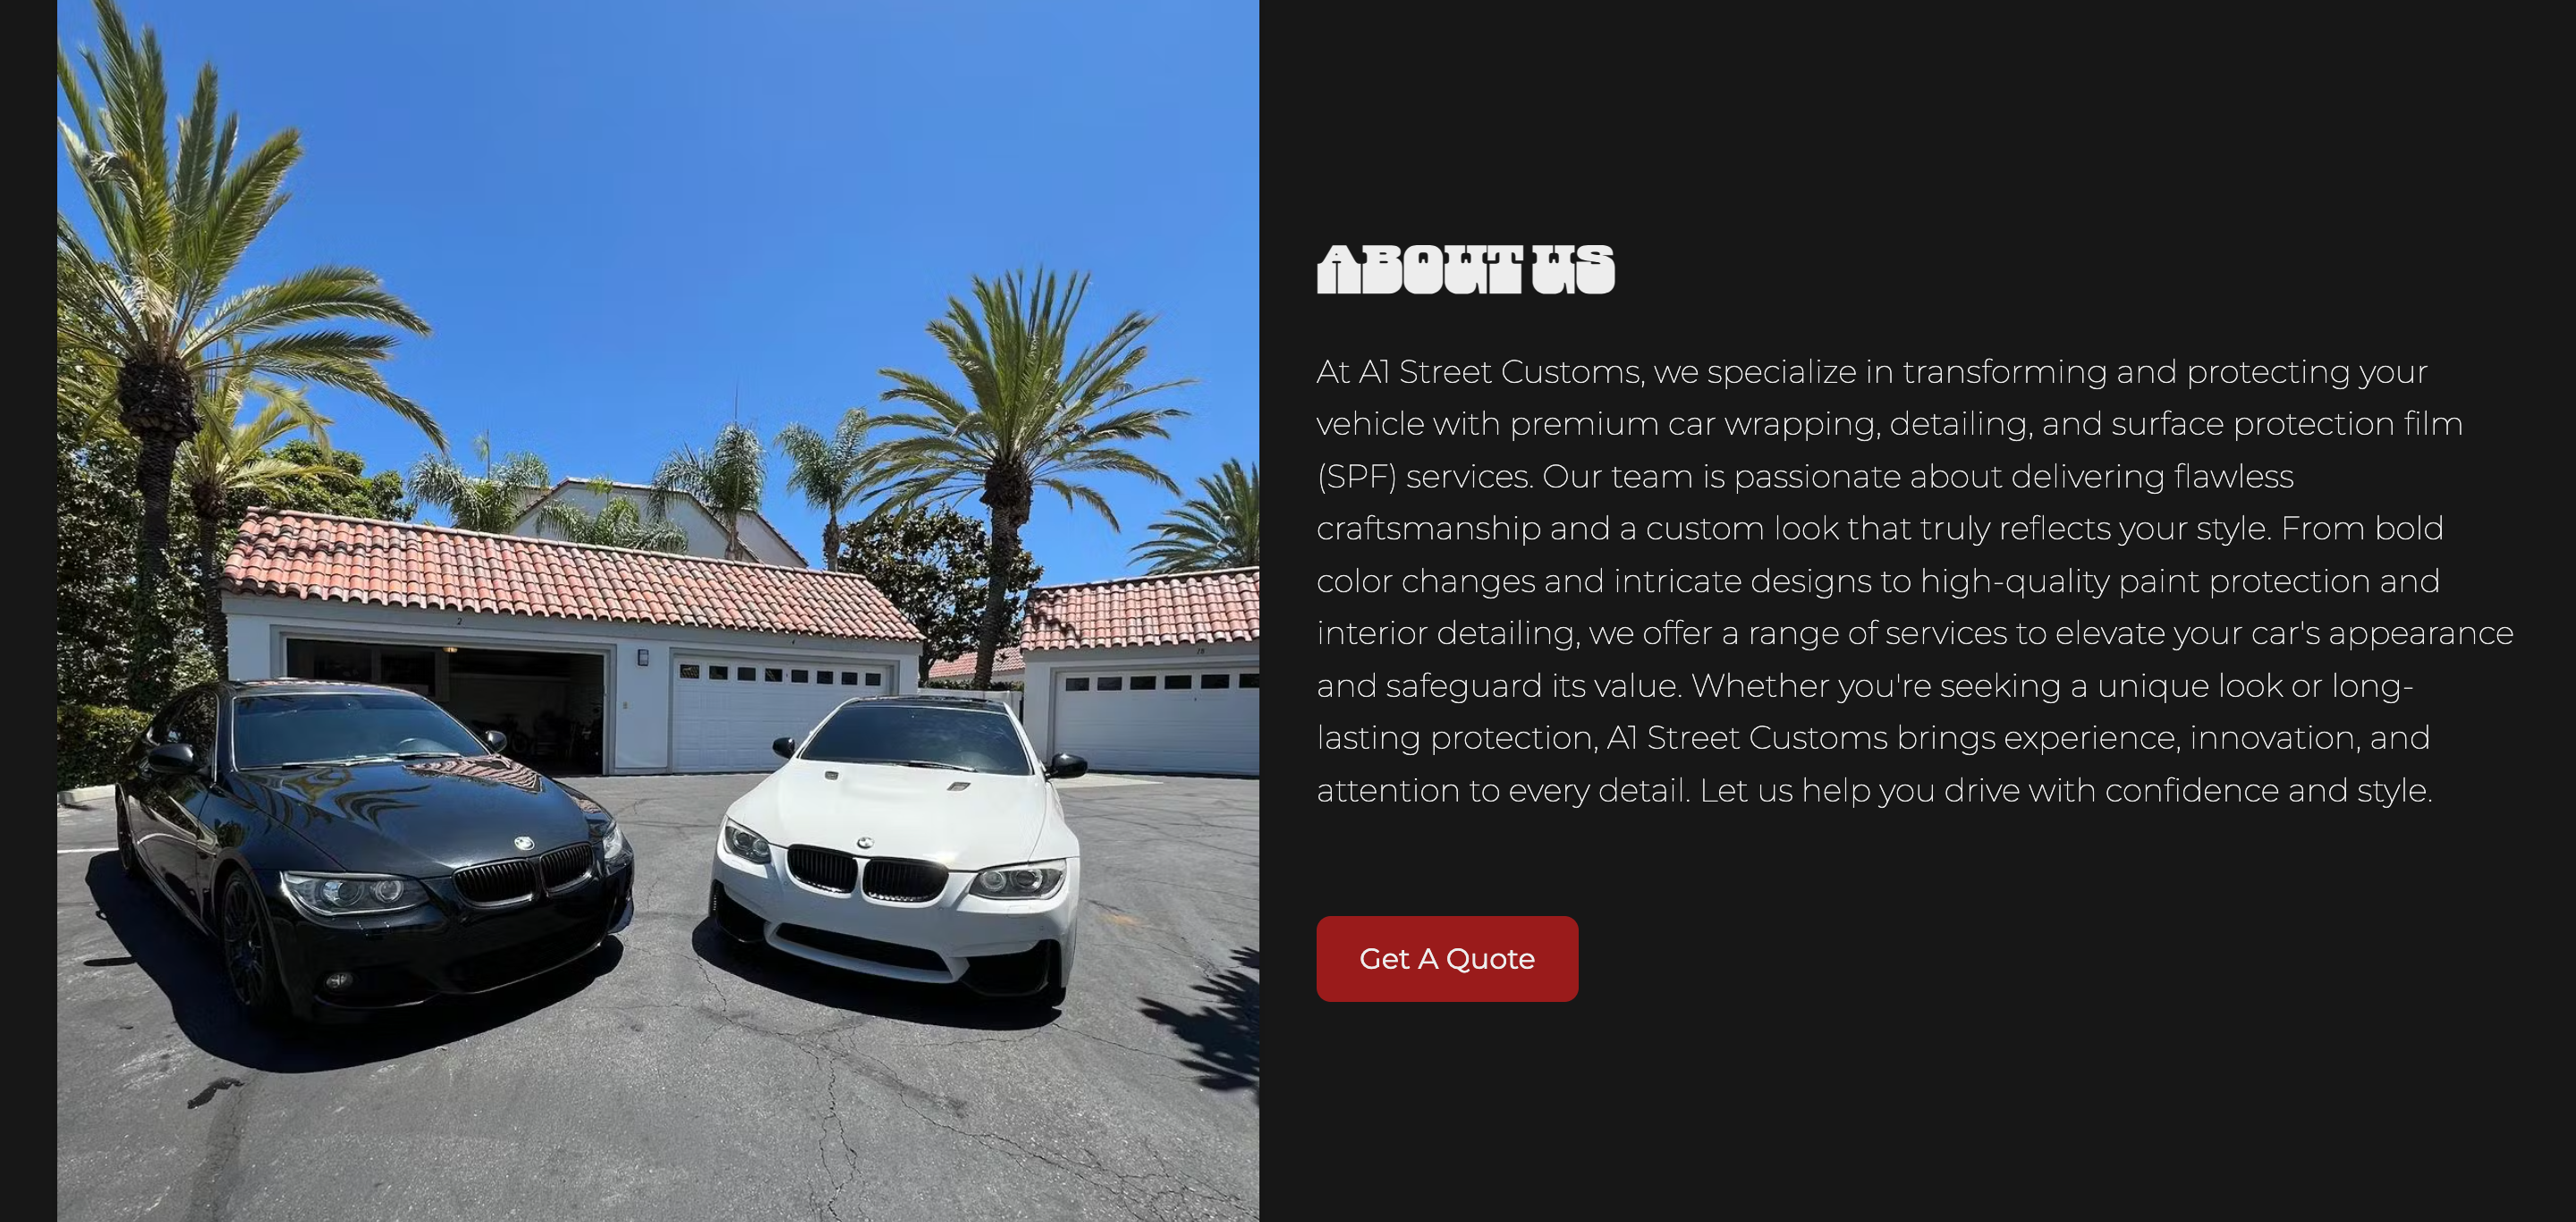 ABOUT US
At A1 Street Customs, we specialize in transforming and protecting your
vehicle with premium car wrapping, detailing, and surface protection film
(SPF) services. Our team is passionate about delivering flawless
craftsmanship and a custom look that truly reflects your style. From bold
color changes and intricate designs to high-quality paint protection and
interior detailing, we offer a range of services to elevate your car's appearance
and safeguard its value. Whether you're seeking a unique look or long-
lasting protection, A1 Street Customs brings experience, innovation, and
attention to every detail. Let us help you drive with confidence and style.
Get A Quote